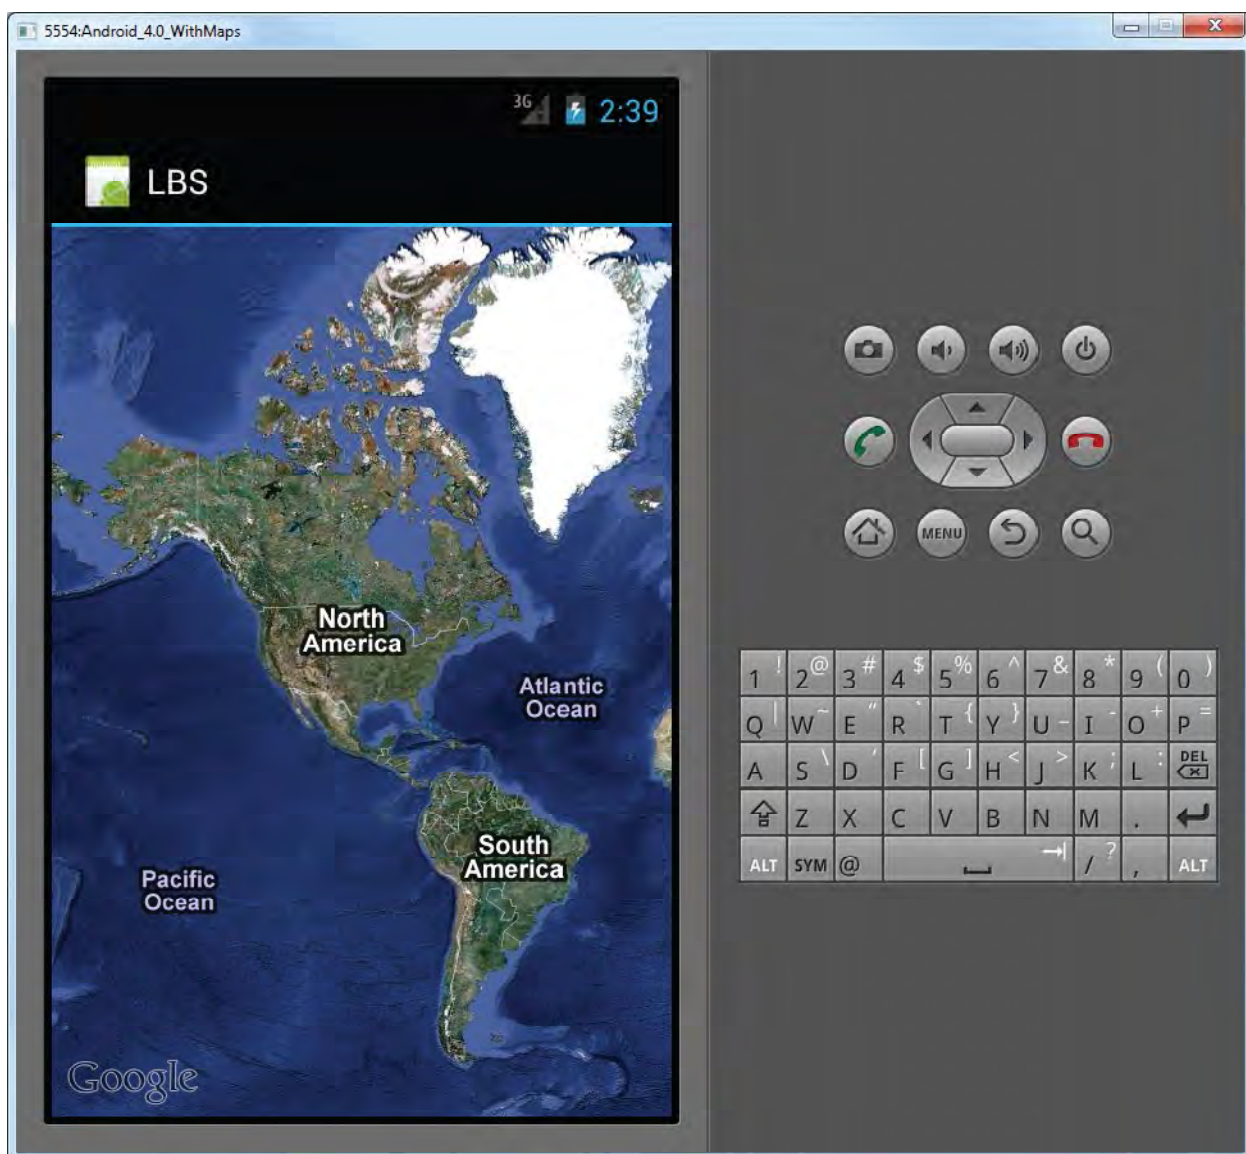 5554:Android_4.0_WithMaps
3G 2:39
LBS
North
America
Atlantic
Ocean
South
America
Pacific
Ocean
Google
MENU
1 ! 2 @ 3 # 4 $ 5 % 6 ^ 7 & 8 * 9 ( 0 )
Q | W ~ E " R ` T { Y } U _ I - O + P =
A S \ D ' F [ G ] H < J > K ; L : DEL
Z X C V B N M .
ALT SYM @ / ? , ALT